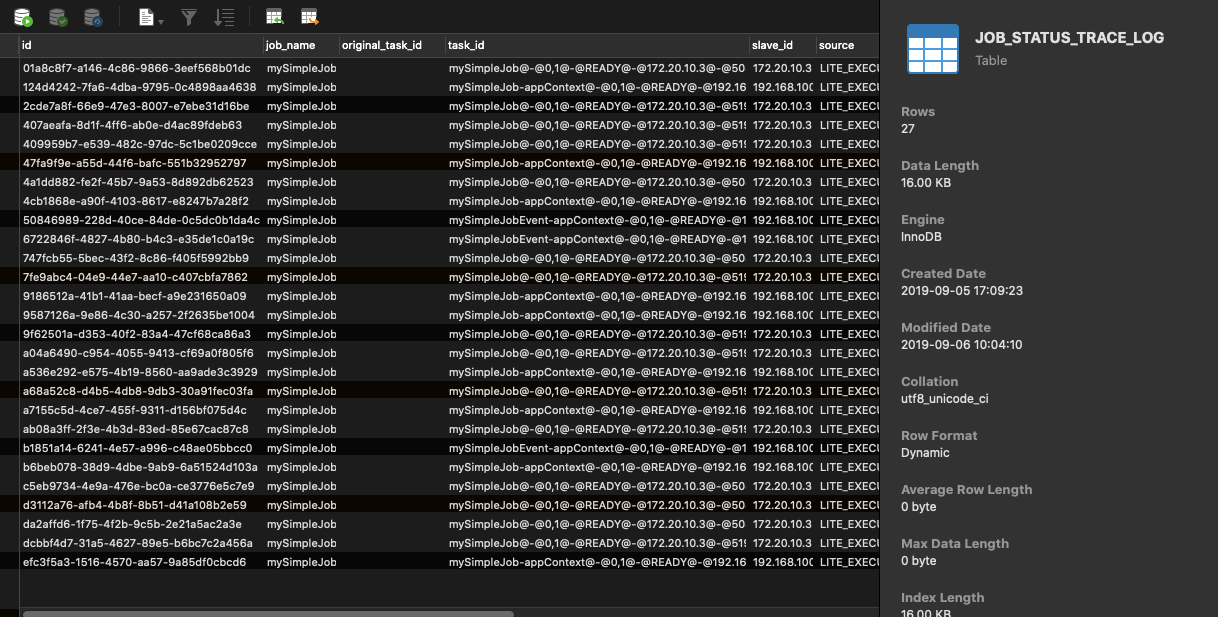 id job_name original_task_id task_id slave_id source
01a8c8f7-a146-4c86-9866-3eef568b01dc mySimpleJob mySimpleJob@-@0,1@-@READY@-@172.20.10.3@-@50 172.20.10.3 LITE_EXECU
124d4242-7fa6-4dba-9795-0c4898aa4638 mySimpleJob mySimpleJob-appContext@-@0,1@-@READY@-@192.16 192.168.100 LITE_EXECU
2cde7a8f-66e9-47e3-8007-e7ebe31d16be mySimpleJob mySimpleJob@-@0,1@-@READY@-@172.20.10.3@-@519 172.20.10.3 LITE_EXECU
407aeafa-8d1f-4ff6-ab0e-d4ac89fdeb63 mySimpleJob mySimpleJob@-@0,1@-@READY@-@172.20.10.3@-@519 172.20.10.3 LITE_EXECU
409959b7-e539-482c-97dc-5c1be0209cce mySimpleJob mySimpleJob@-@0,1@-@READY@-@172.20.10.3@-@50 172.20.10.3 LITE_EXECU
47fa9f9e-a55d-44f6-bafc-551b32952797 mySimpleJob mySimpleJob-appContext@-@0,1@-@READY@-@192.16 192.168.100 LITE_EXECU
4a1dd882-fe2f-45b7-9a53-8d892db62523 mySimpleJob mySimpleJob@-@0,1@-@READY@-@172.20.10.3@-@50 172.20.10.3 LITE_EXECU
4cb1868e-a90f-4103-8617-e8247b7a28f2 mySimpleJob mySimpleJob-appContext@-@0,1@-@READY@-@192.16 192.168.100 LITE_EXECU
50846989-228d-40ce-84de-0c5dc0b1da4c mySimpleJob mySimpleJobEvent-appContext@-@0,1@-@READY@-@1 192.168.100 LITE_EXECU
6722846f-4827-4b80-b4c3-e35de1c0a19c mySimpleJob mySimpleJobEvent-appContext@-@0,1@-@READY@-@1 192.168.100 LITE_EXECU
747fcb55-5bec-43f2-8c86-f405f5992bb9 mySimpleJob mySimpleJob@-@0,1@-@READY@-@172.20.10.3@-@50 172.20.10.3 LITE_EXECU
7fe9abc4-04e9-44e7-aa10-c407cbfa7862 mySimpleJob mySimpleJob@-@0,1@-@READY@-@172.20.10.3@-@519 172.20.10.3 LITE_EXECU
9186512a-41b1-41aa-becf-a9e231650a09 mySimpleJob mySimpleJob-appContext@-@0,1@-@READY@-@192.16 192.168.100 LITE_EXECU
9587126a-9e86-4c30-a257-2f2635be1004 mySimpleJob mySimpleJob-appContext@-@0,1@-@READY@-@192.16 192.168.100 LITE_EXECU
9f62501a-d353-40f2-83a4-47cf68ca86a3 mySimpleJob mySimpleJob@-@0,1@-@READY@-@172.20.10.3@-@519 172.20.10.3 LITE_EXECU
a04a6490-c954-4055-9413-cf69a0f805f6 mySimpleJob mySimpleJob@-@0,1@-@READY@-@172.20.10.3@-@519 172.20.10.3 LITE_EXECU
a536e292-e575-4b19-8560-aa9ade3c3929 mySimpleJob mySimpleJob-appContext@-@0,1@-@READY@-@192.16 192.168.100 LITE_EXECU
a68a52c8-d4b5-4db8-9db3-30a91fec03fa mySimpleJob mySimpleJob@-@0,1@-@READY@-@172.20.10.3@-@519 172.20.10.3 LITE_EXECU
a7155c5d-4ce7-455f-9311-d156bf075d4c mySimpleJob mySimpleJob-appContext@-@0,1@-@READY@-@192.16 192.168.100 LITE_EXECU
ab08a3ff-2f3e-4b3d-83ed-85e67cac87c8 mySimpleJob mySimpleJob@-@0,1@-@READY@-@172.20.10.3@-@519 172.20.10.3 LITE_EXECU
b1851a14-6241-4e57-a996-c48ae05bbcc0 mySimpleJob mySimpleJobEvent-appContext@-@0,1@-@READY@-@1 192.168.100 LITE_EXECU
b6beb078-38d9-4dbe-9ab9-6a51524d103a mySimpleJob mySimpleJob-appContext@-@0,1@-@READY@-@192.16 192.168.100 LITE_EXECU
c5eb9734-4e9a-476e-bc0a-ce3776e5c7e9 mySimpleJob mySimpleJob@-@0,1@-@READY@-@172.20.10.3@-@50 172.20.10.3 LITE_EXECU
d3112a76-afb4-4b8f-8b51-d41a108b2e59 mySimpleJob mySimpleJob@-@0,1@-@READY@-@172.20.10.3@-@519 172.20.10.3 LITE_EXECU
da2affd6-1f75-4f2b-9c5b-2e21a5ac2a3e mySimpleJob mySimpleJob@-@0,1@-@READY@-@172.20.10.3@-@50 172.20.10.3 LITE_EXECU
dcbbf4d7-31a5-4627-89e5-b6bc7c2a456a mySimpleJob mySimpleJob@-@0,1@-@READY@-@172.20.10.3@-@519 172.20.10.3 LITE_EXECU
efc3f5a3-1516-4570-aa57-9a85df0cbcd6 mySimpleJob mySimpleJob-appContext@-@0,1@-@READY@-@192.16 192.168.100 LITE_EXECU
JOB_STATUS_TRACE_LOG
Table
Rows
27
Data Length
16.00 KB
Engine
InnoDB
Created Date
2019-09-05 17:09:23
Modified Date
2019-09-06 10:04:10
Collation
utf8_unicode_ci
Row Format
Dynamic
Average Row Length
0 byte
Max Data Length
0 byte
Index Length
16.00 KB